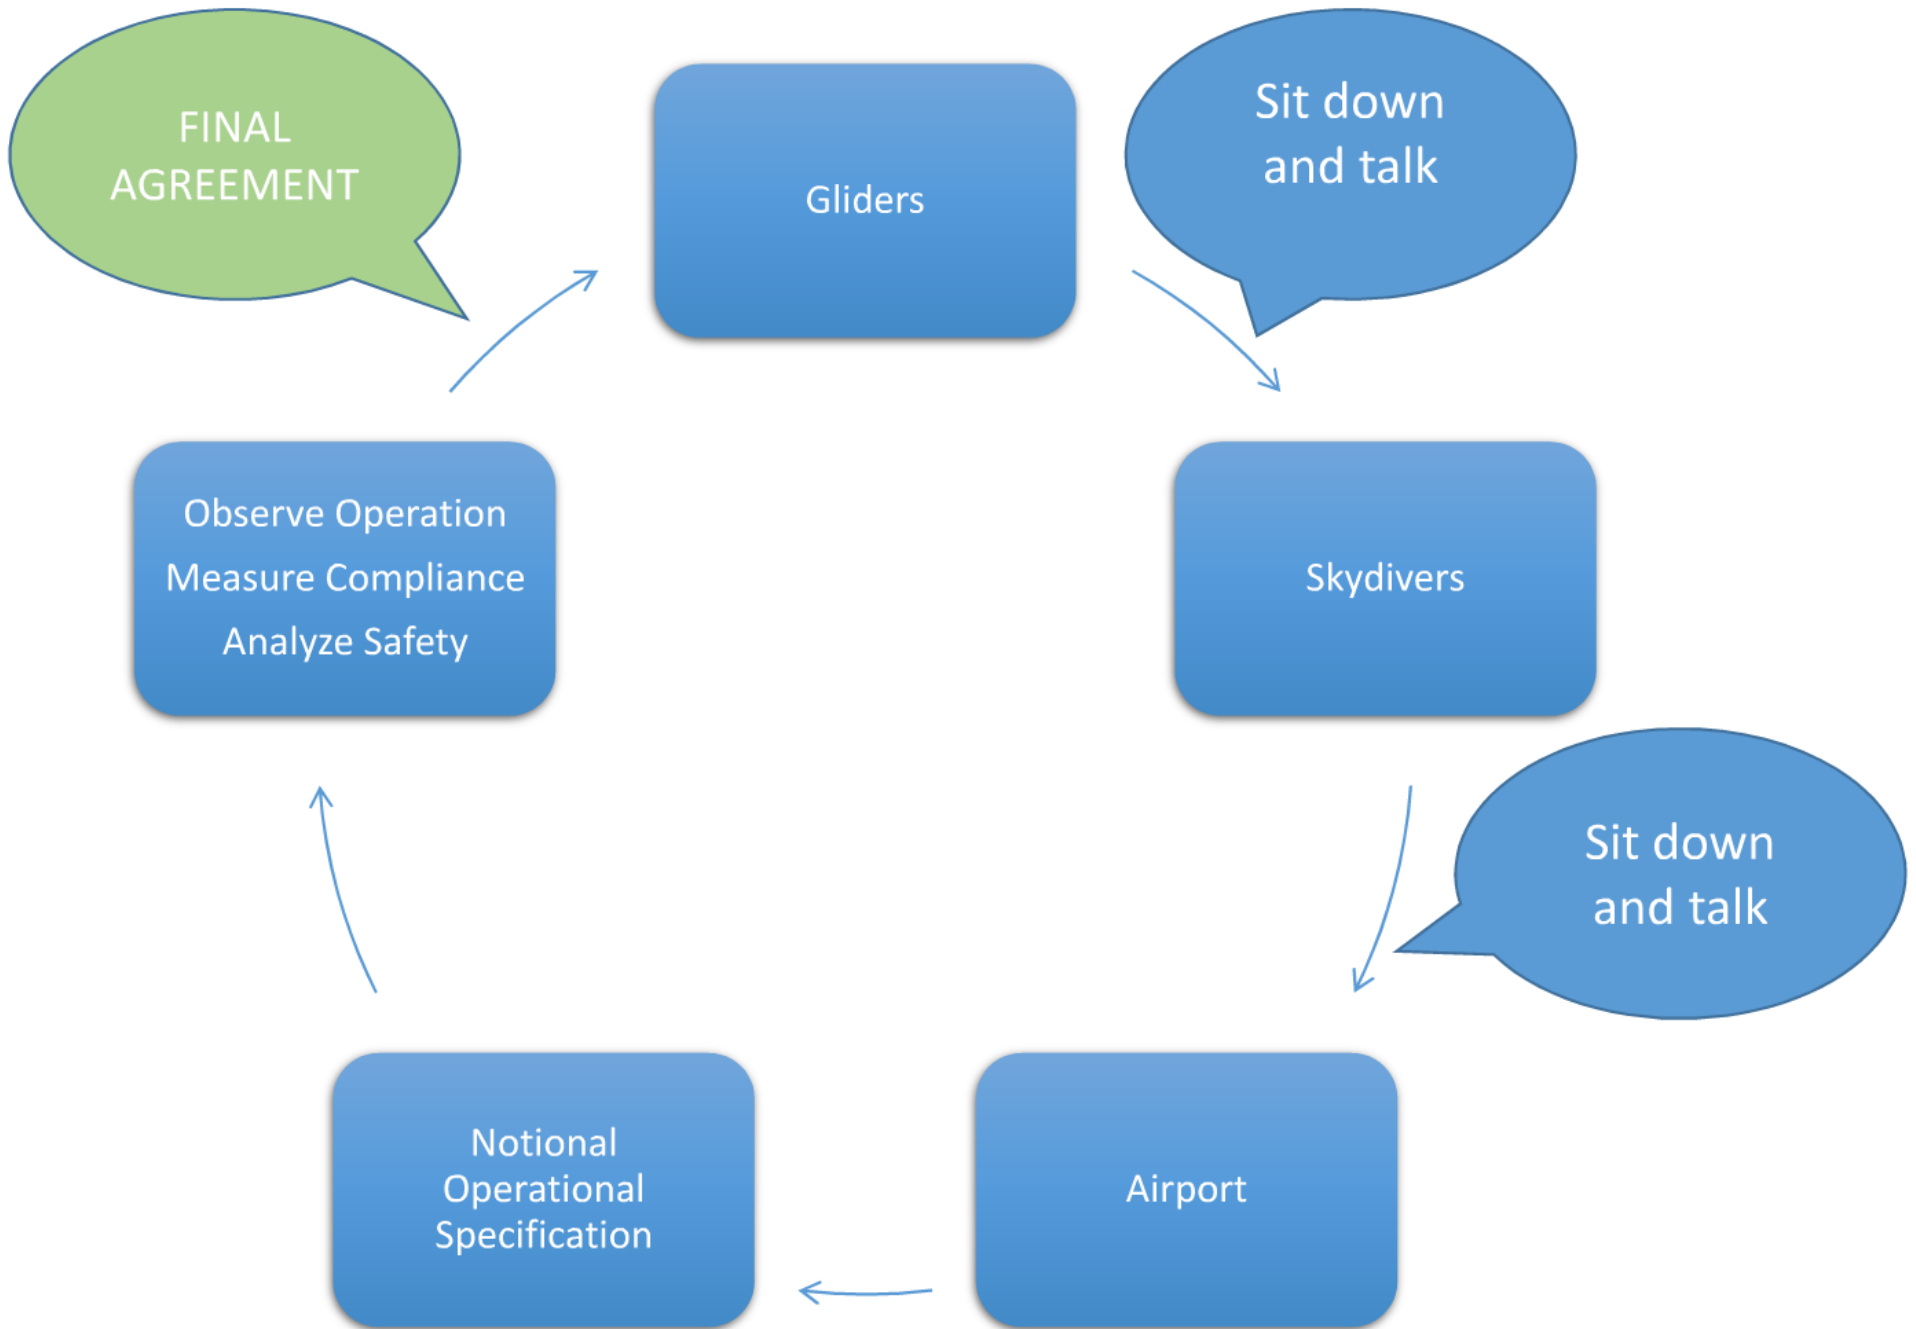 FINAL
AGREEMENT
Gliders
Sit down
and talk
Observe Operation
Measure Compliance
Analyze Safety
Skydivers
Sit down
and talk
Notional
Operational
Specification
Airport